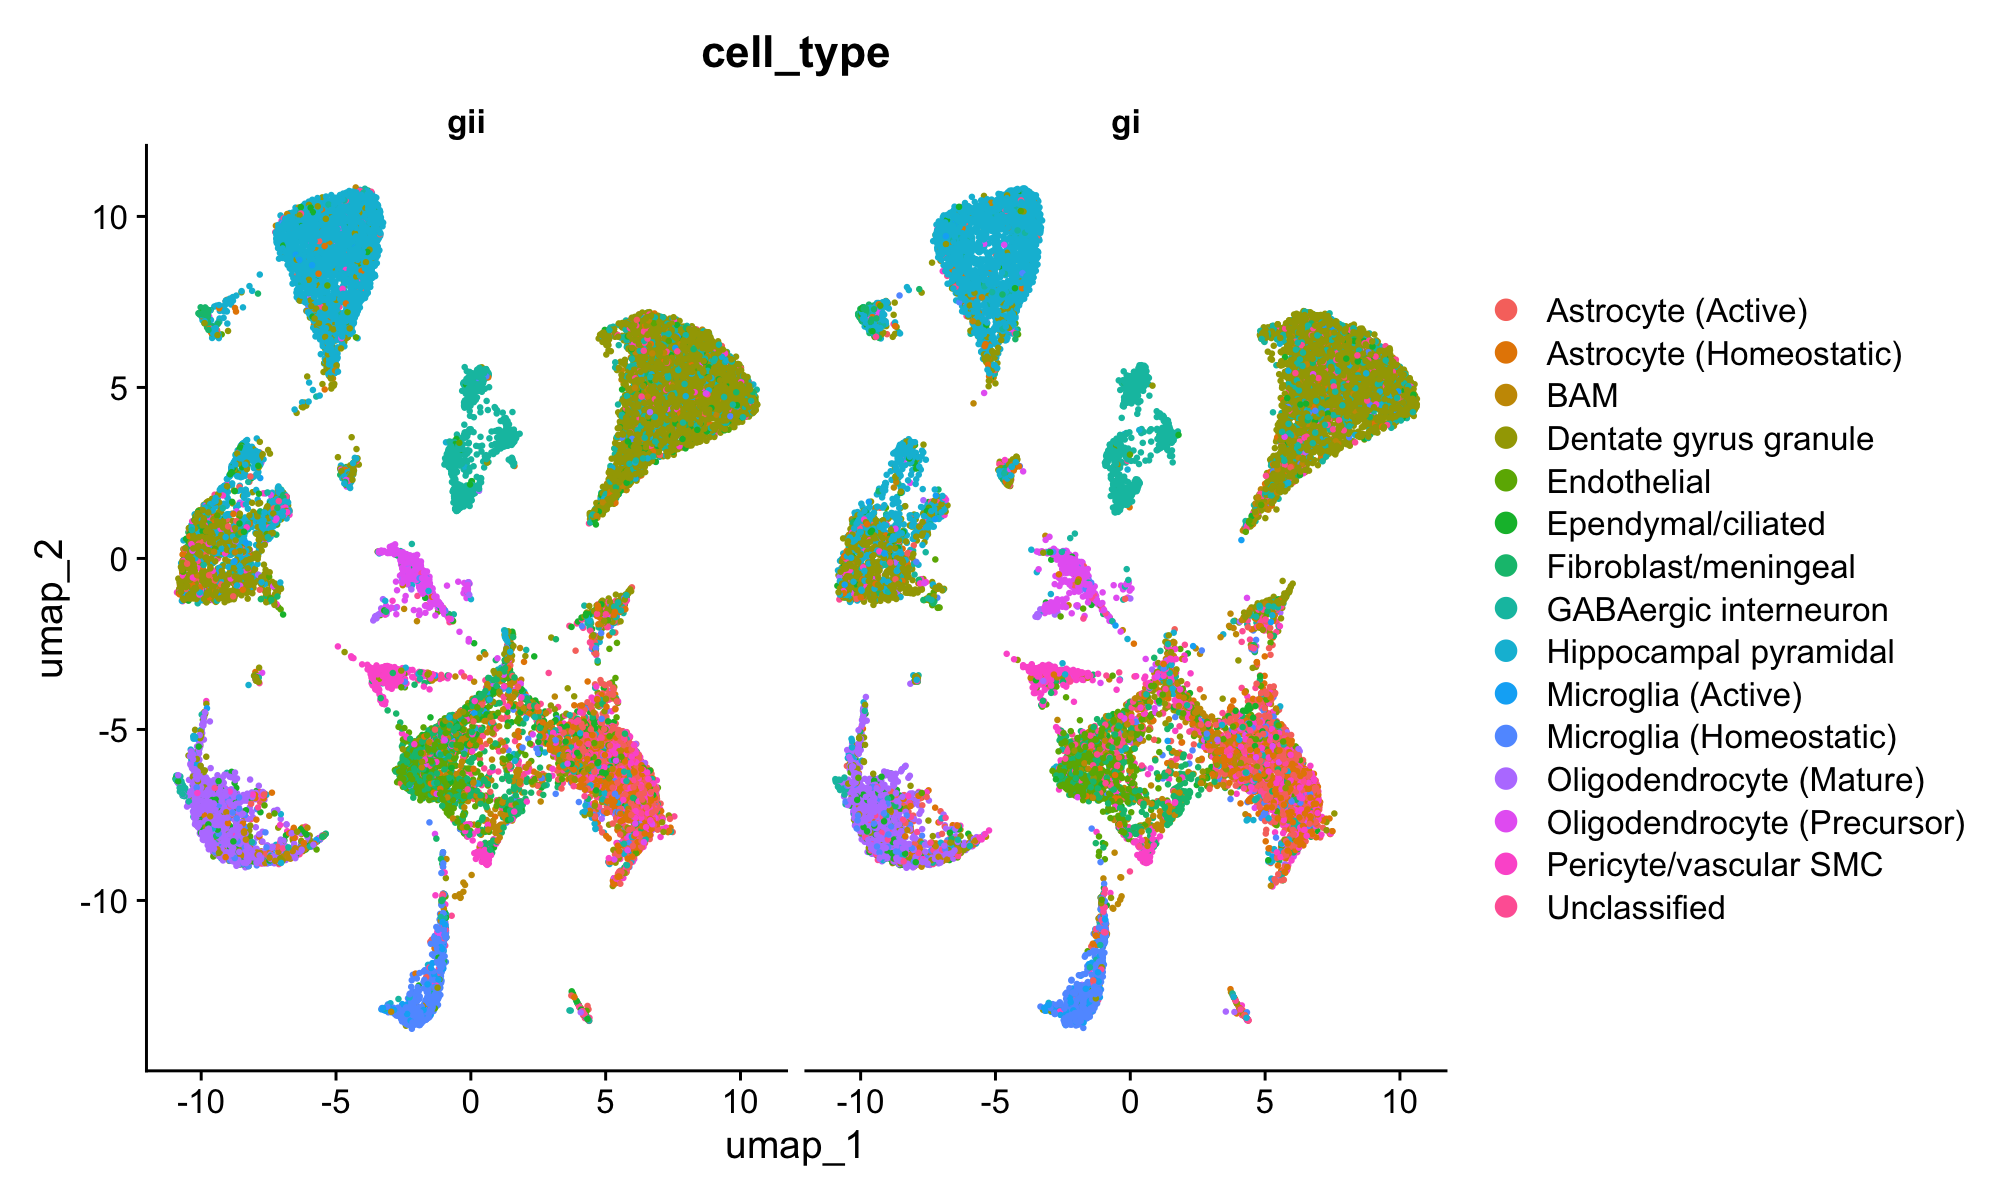 cell_type
gii
gi
umap_2
10
5
0
-5
-10
-10 -5 0 5 10
-10 -5 0 5 10
umap_1
Astrocyte (Active)
Astrocyte (Homeostatic)
BAM
Dentate gyrus granule
Endothelial
Ependymal/ciliated
Fibroblast/meningeal
GABAergic interneuron
Hippocampal pyramidal
Microglia (Active)
Microglia (Homeostatic)
Oligodendrocyte (Mature)
Oligodendrocyte (Precursor)
Pericyte/vascular SMC
Unclassified